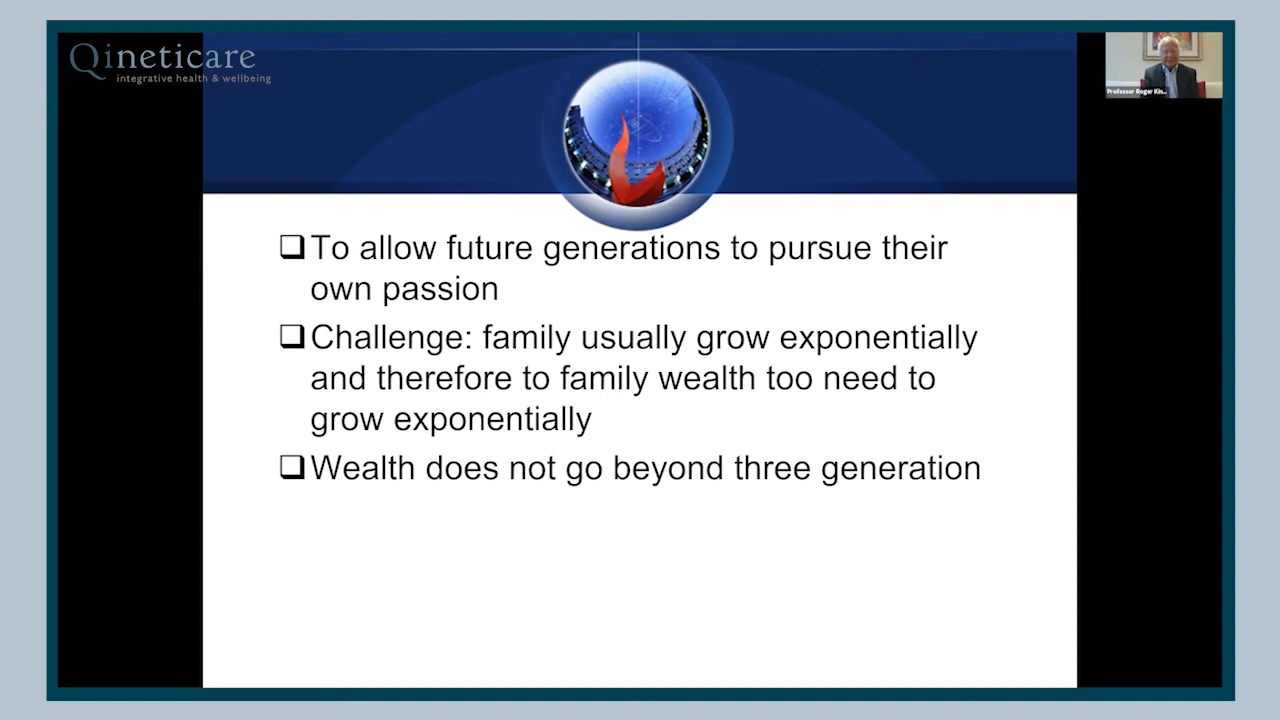 Qineticare
integrative health & wellbeing
Professor Roger Kin...
To allow future generations to pursue their
own passion
Challenge: family usually grow exponentially
and therefore to family wealth too need to
grow exponentially
Wealth does not go beyond three generation